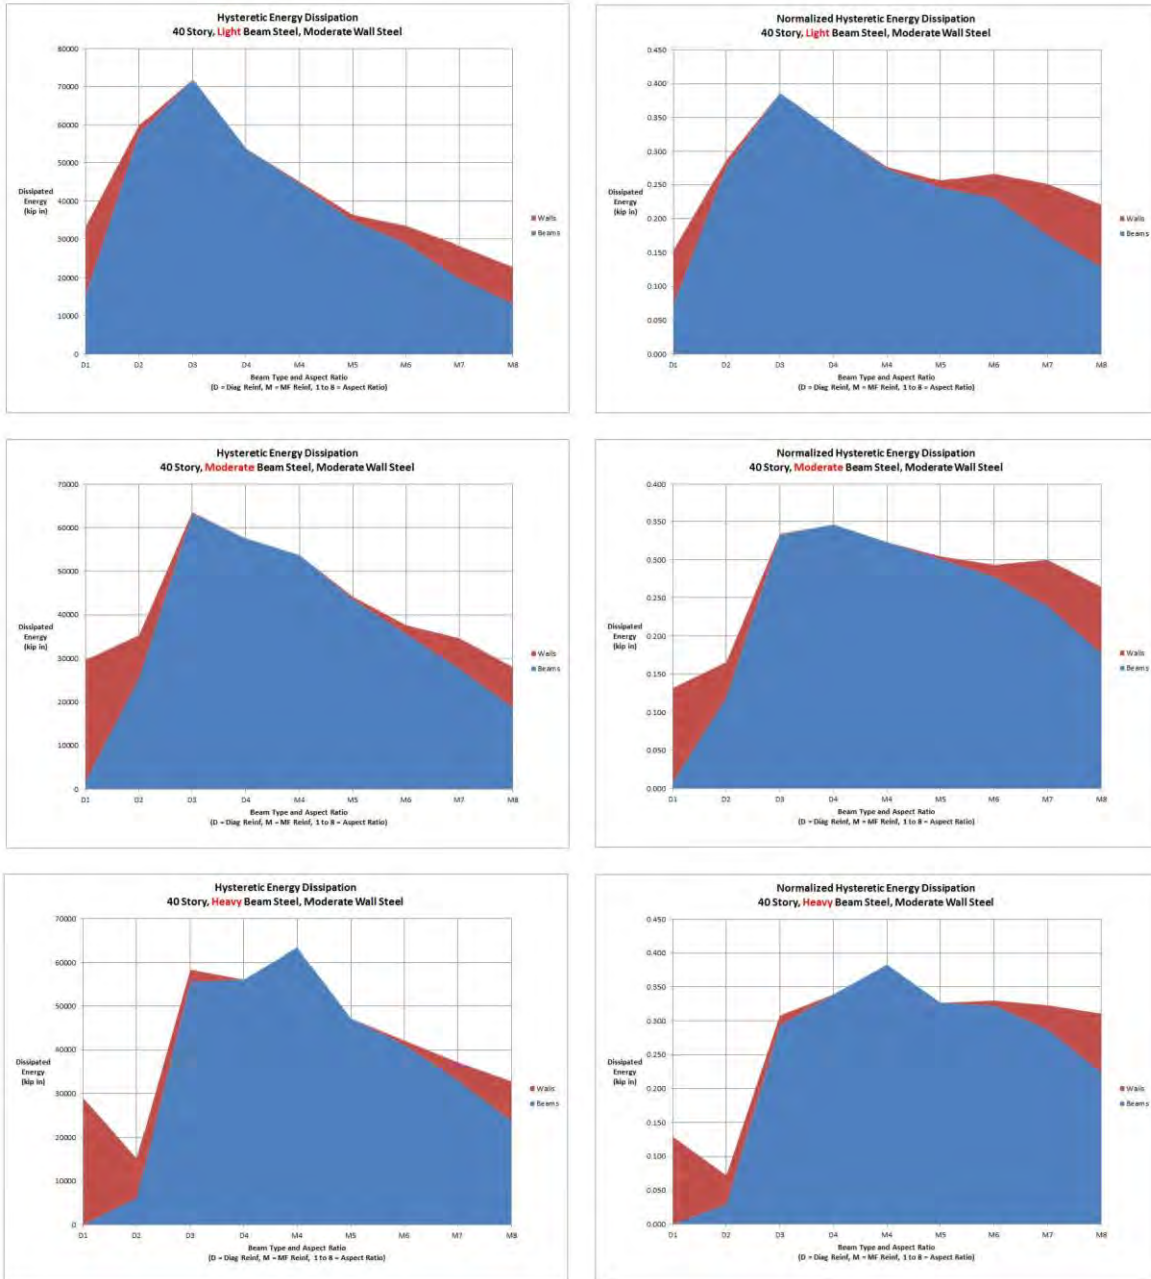 Hysteretic Energy Dissipation
40 Story, Light Beam Steel, Moderate Wall Steel
80000
70000
60000
50000
40000
30000
20000
10000
0
Dissipated
Energy
(kip in)
Walls
Beams
D1 D2 D3 D4 M4 M5 M6 M7 M8
Beam Type and Aspect Ratio
(D = Diag Reinf, M = MF Reinf, 1 to 8 = Aspect Ratio)
Normalized Hysteretic Energy Dissipation
40 Story, Light Beam Steel, Moderate Wall Steel
0.450
0.400
0.350
0.300
0.250
0.200
0.150
0.100
0.050
0.000
Dissipated
Energy
(kip in)
Walls
Beams
D1 D2 D3 D4 M4 M5 M6 M7 M8
Beam Type and Aspect Ratio
(D = Diag Reinf, M = MF Reinf, 1 to 8 = Aspect Ratio)
Hysteretic Energy Dissipation
40 Story, Moderate Beam Steel, Moderate Wall Steel
70000
60000
50000
40000
30000
20000
10000
0
Dissipated
Energy
(kip in)
Walls
Beams
D1 D2 D3 D4 M4 M5 M6 M7 M8
Beam Type and Aspect Ratio
(D = Diag Reinf, M = MF Reinf, 1 to 8 = Aspect Ratio)
Normalized Hysteretic Energy Dissipation
40 Story, Moderate Beam Steel, Moderate Wall Steel
0.400
0.350
0.300
0.250
0.200
0.150
0.100
0.050
0.000
Dissipated
Energy
(kip in)
Walls
Beams
D1 D2 D3 D4 M4 M5 M6 M7 M8
Beam Type and Aspect Ratio
(D = Diag Reinf, M = MF Reinf, 1 to 8 = Aspect Ratio)
Hysteretic Energy Dissipation
40 Story, Heavy Beam Steel, Moderate Wall Steel
70000
60000
50000
40000
30000
20000
10000
0
Dissipated
Energy
(kip in)
Walls
Beams
D1 D2 D3 D4 M4 M5 M6 M7 M8
Beam Type and Aspect Ratio
(D = Diag Reinf, M = MF Reinf, 1 to 8 = Aspect Ratio)
Normalized Hysteretic Energy Dissipation
40 Story, Heavy Beam Steel, Moderate Wall Steel
0.450
0.400
0.350
0.300
0.250
0.200
0.150
0.100
0.050
0.000
Dissipated
Energy
(kip in)
Walls
Beams
D1 D2 D3 D4 M4 M5 M6 M7 M8
Beam Type and Aspect Ratio
(D = Diag Reinf, M = MF Reinf, 1 to 8 = Aspect Ratio)